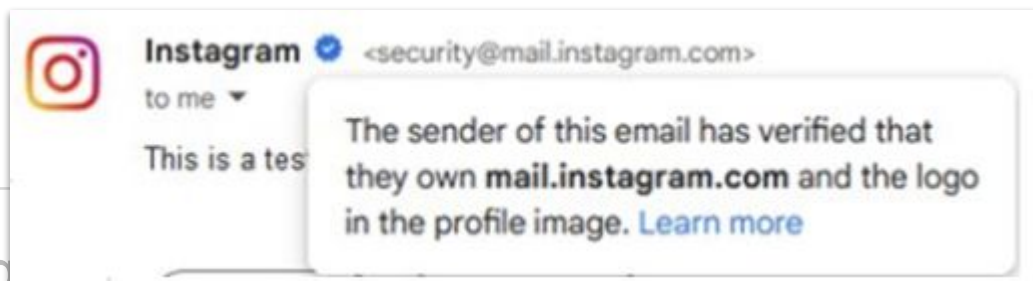 Instagram <security@mail.instagram.com>
to me
This is a tes
The sender of this email has verified that
they own mail.instagram.com and the logo
in the profile image. Learn more